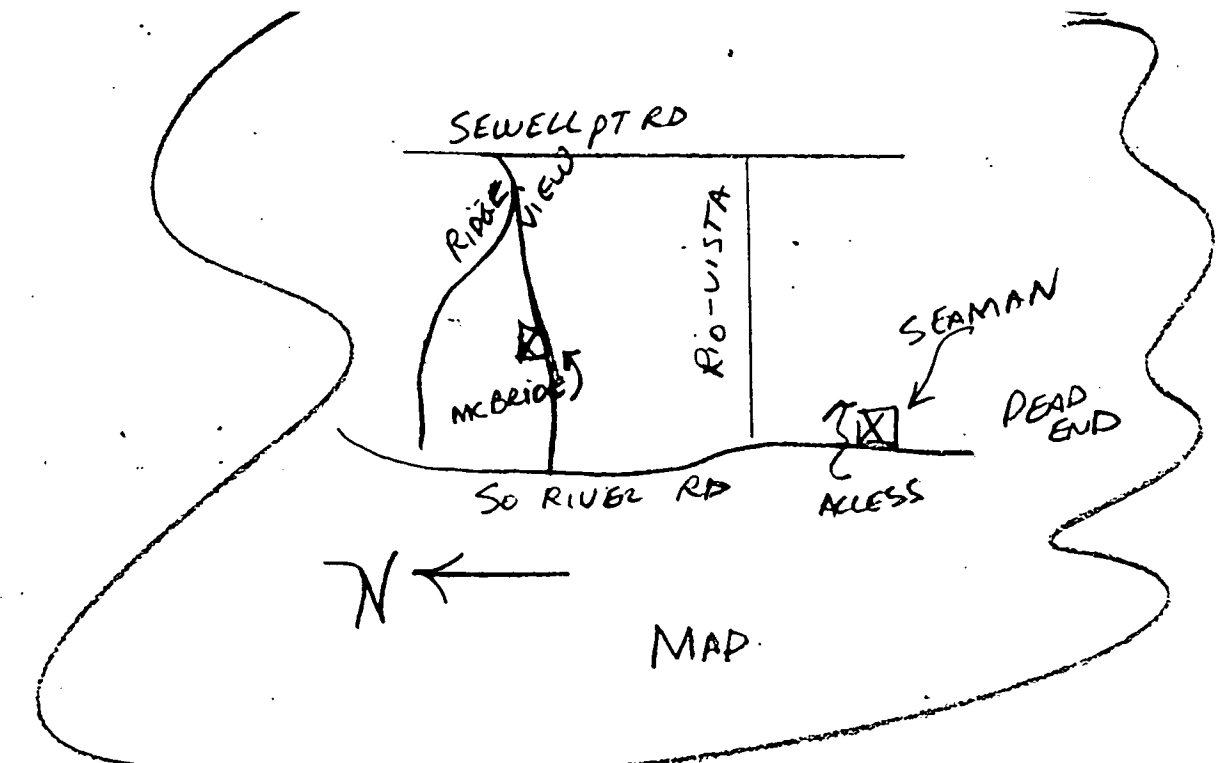 SEWELL PT RD
RIDGE VIEW
RIO-VISTA
SEAMAN
MCBRIDE
DEAD
END
SO RIVER RD
ACCESS
N
MAP